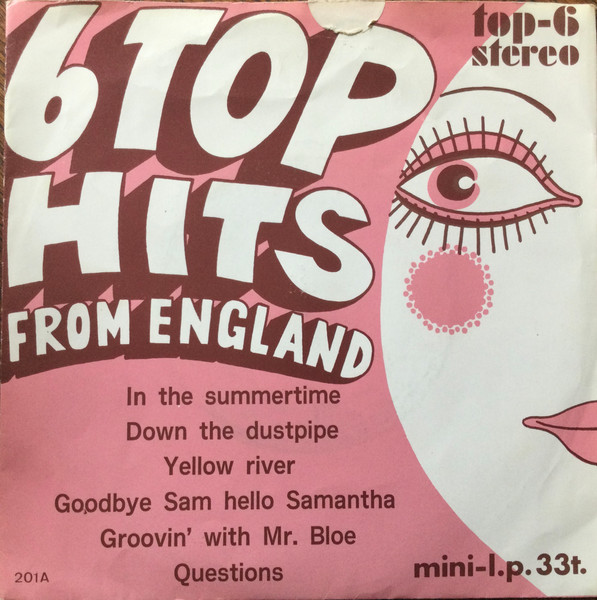 6 TOP
HITS
FROM ENGLAND
top-6
stereo
In the summertime
Down the dustpipe
Yellow river
Goodbye Sam hello Samantha
Groovin' with Mr. Bloe
Questions
201A
mini-l.p. 33t.